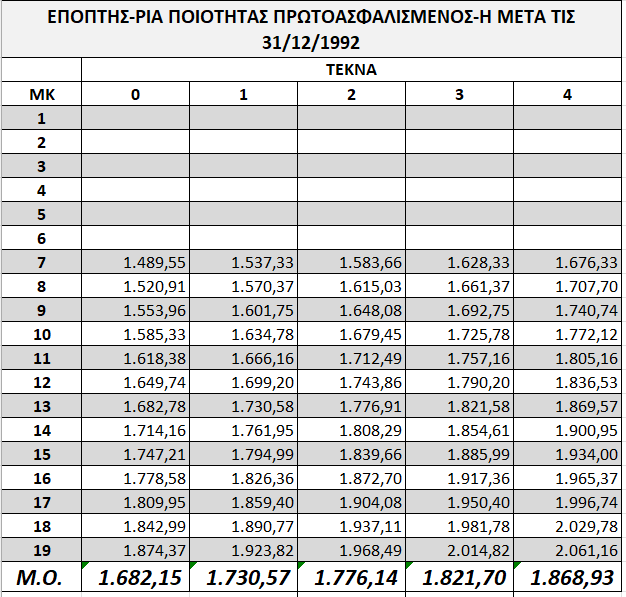 ΕΠΟΠΤΗΣ-ΡΙΑ ΠΟΙΟΤΗΤΑΣ ΠΡΩΤΟΑΣΦΑΛΙΣΜΕΝΟΣ-Η ΜΕΤΑ ΤΙΣ
31/12/1992
ΤΕΚΝΑ
ΜΚ 0 1 2 3 4
1
2
3
4
5
6
7 1.489,55 1.537,33 1.583,66 1.628,33 1.676,33
8 1.520,91 1.570,37 1.615,03 1.661,37 1.707,70
9 1.553,96 1.601,75 1.648,08 1.692,75 1.740,74
10 1.585,33 1.634,78 1.679,45 1.725,78 1.772,12
11 1.618,38 1.666,16 1.712,49 1.757,16 1.805,16
12 1.649,74 1.699,20 1.743,86 1.790,20 1.836,53
13 1.682,78 1.730,58 1.776,91 1.821,58 1.869,57
14 1.714,16 1.761,95 1.808,29 1.854,61 1.900,95
15 1.747,21 1.794,99 1.839,66 1.885,99 1.934,00
16 1.778,58 1.826,36 1.872,70 1.917,36 1.965,37
17 1.809,95 1.859,40 1.904,08 1.950,40 1.996,74
18 1.842,99 1.890,77 1.937,11 1.981,78 2.029,78
19 1.874,37 1.923,82 1.968,49 2.014,82 2.061,16
Μ.Ο. 1.682,15 1.730,57 1.776,14 1.821,70 1.868,93